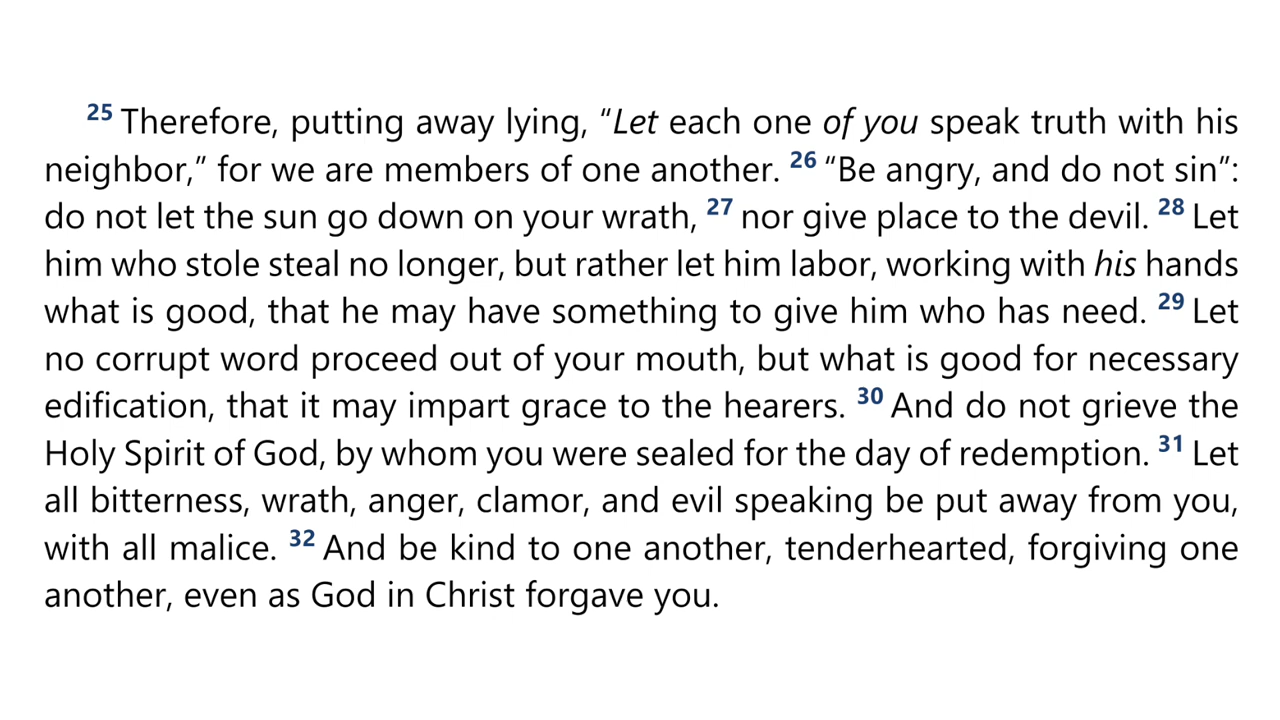 25 Therefore, putting away lying, “Let each one of you speak truth with his
neighbor,” for we are members of one another. 26 “Be angry, and do not sin”:
do not let the sun go down on your wrath, 27 nor give place to the devil. 28 Let
him who stole steal no longer, but rather let him labor, working with his hands
what is good, that he may have something to give him who has need. 29 Let
no corrupt word proceed out of your mouth, but what is good for necessary
edification, that it may impart grace to the hearers. 30 And do not grieve the
Holy Spirit of God, by whom you were sealed for the day of redemption. 31 Let
all bitterness, wrath, anger, clamor, and evil speaking be put away from you,
with all malice. 32 And be kind to one another, tenderhearted, forgiving one
another, even as God in Christ forgave you.